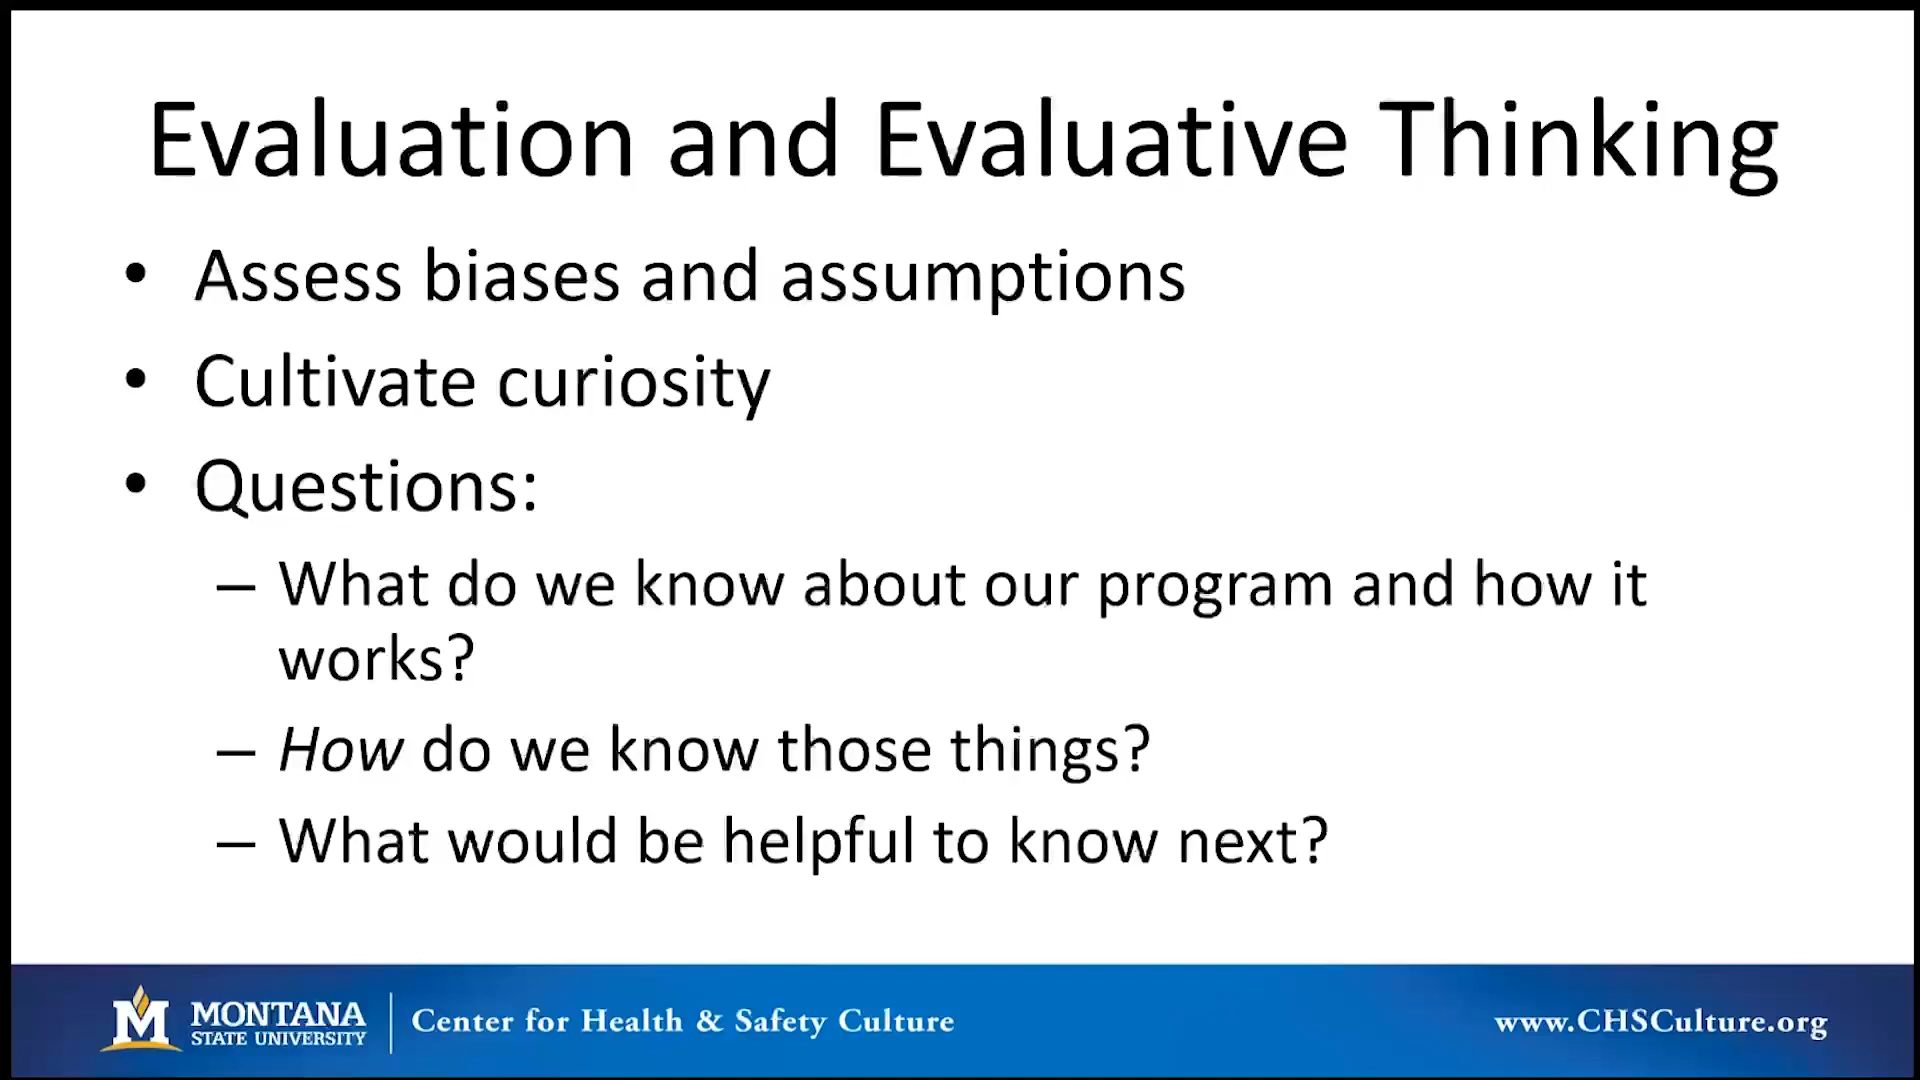 Evaluation and Evaluative Thinking
• Assess biases and assumptions
• Cultivate curiosity
• Questions:
– What do we know about our program and how it
works?
– How do we know those things?
– What would be helpful to know next?
M MONTANA
STATE UNIVERSITY
Center for Health & Safety Culture
www.CHSCulture.org